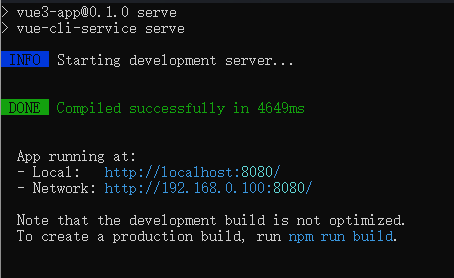 > vue3-app@0.1.0 serve
> vue-cli-service serve
INFO Starting development server...
DONE Compiled successfully in 4649ms
App running at:
- Local: http://localhost:8080/
- Network: http://192.168.0.100:8080/
Note that the development build is not optimized.
To create a production build, run npm run build.